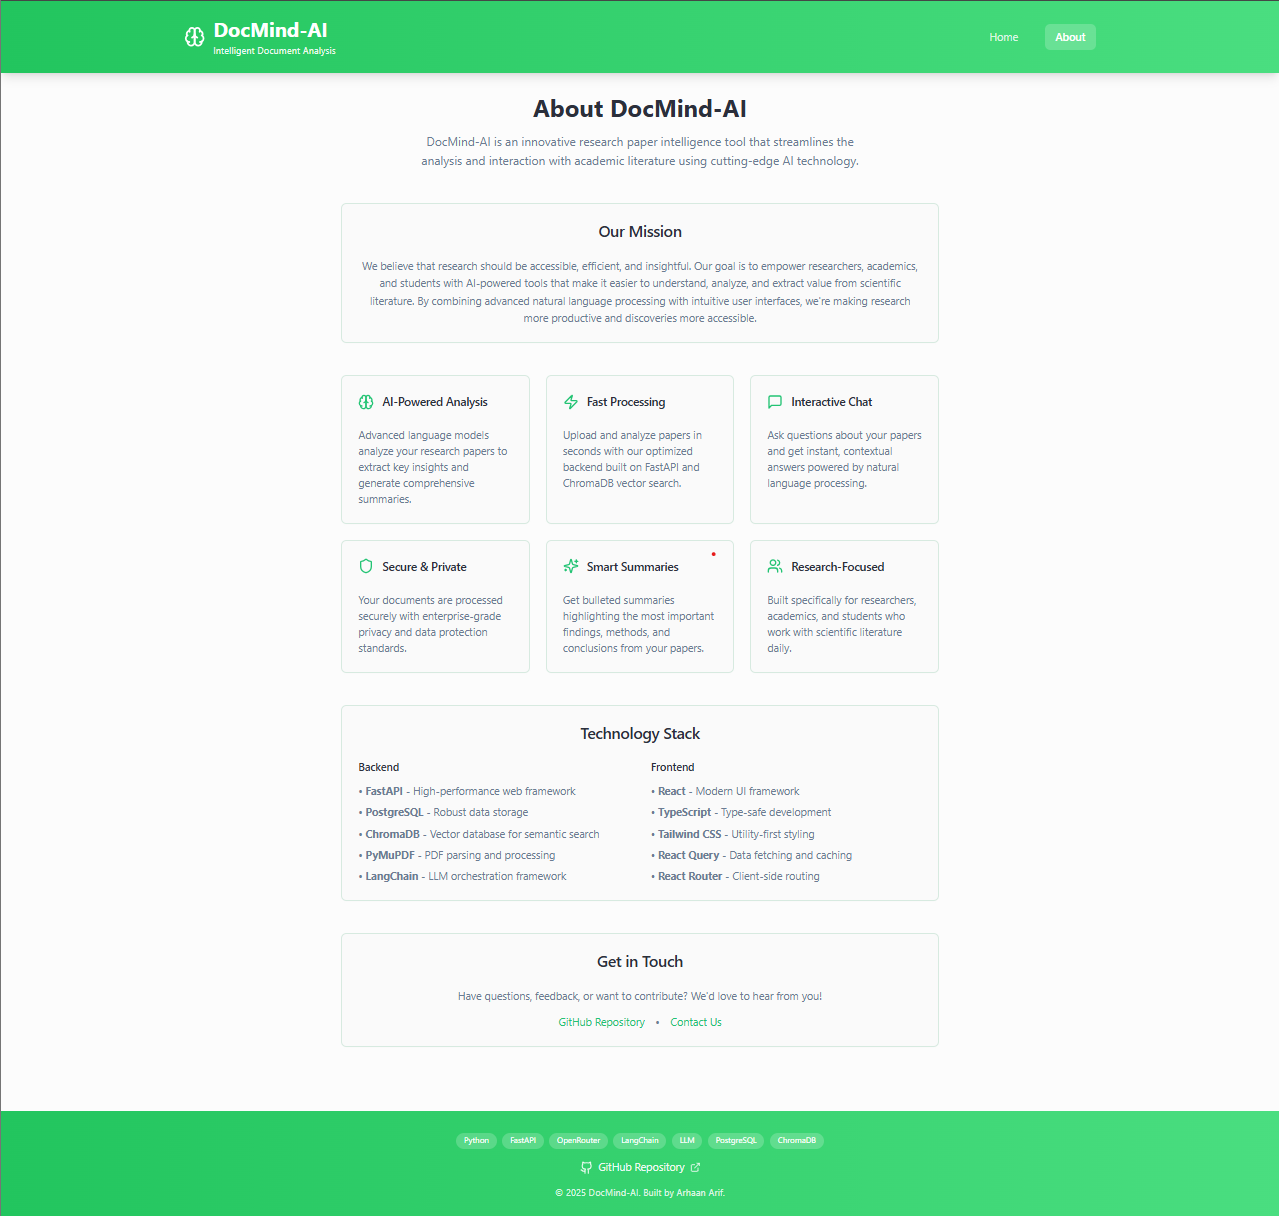 DocMind-AI
Intelligent Document Analysis
Home
About
About DocMind-AI
DocMind-AI is an innovative research paper intelligence tool that streamlines the
analysis and interaction with academic literature using cutting-edge AI technology.
Our Mission
We believe that research should be accessible, efficient, and insightful. Our goal is to empower researchers, academics,
and students with AI-powered tools that make it easier to understand, analyze, and extract value from scientific
literature. By combining advanced natural language processing with intuitive user interfaces, we're making research
more productive and discoveries more accessible.
AI-Powered Analysis
Advanced language models
analyze your research papers to
extract key insights and
generate comprehensive
summaries.
Fast Processing
Upload and analyze papers in
seconds with our optimized
backend built on FastAPI and
ChromaDB vector search.
Interactive Chat
Ask questions about your papers
and get instant, contextual
answers powered by natural
language processing.
Secure & Private
Your documents are processed
securely with enterprise-grade
privacy and data protection
standards.
Smart Summaries
Get bulleted summaries
highlighting the most important
findings, methods, and
conclusions from your papers.
Research-Focused
Built specifically for researchers,
academics, and students who
work with scientific literature
daily.
Technology Stack
Backend
• FastAPI - High-performance web framework
• PostgreSQL - Robust data storage
• ChromaDB - Vector database for semantic search
• PyMuPDF - PDF parsing and processing
• LangChain - LLM orchestration framework
Frontend
• React - Modern UI framework
• TypeScript - Type-safe development
• Tailwind CSS - Utility-first styling
• React Query - Data fetching and caching
• React Router - Client-side routing
Get in Touch
Have questions, feedback, or want to contribute? We'd love to hear from you!
GitHub Repository • Contact Us
Python FastAPI OpenRouter LangChain LLM PostgreSQL ChromaDB
GitHub Repository
© 2025 DocMind-AI. Built by Arhaan Arif.